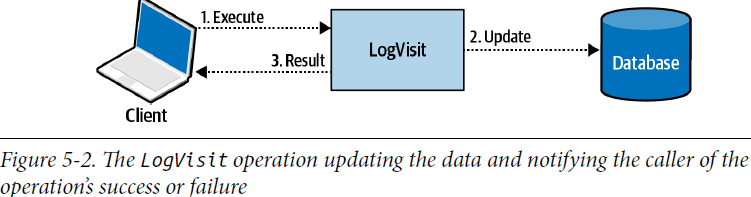 1. Execute
LogVisit
2. Update
3. Result
Database
Client
Figure 5-2. The LogVisit operation updating the data and notifying the caller of the
operation’s success or failure